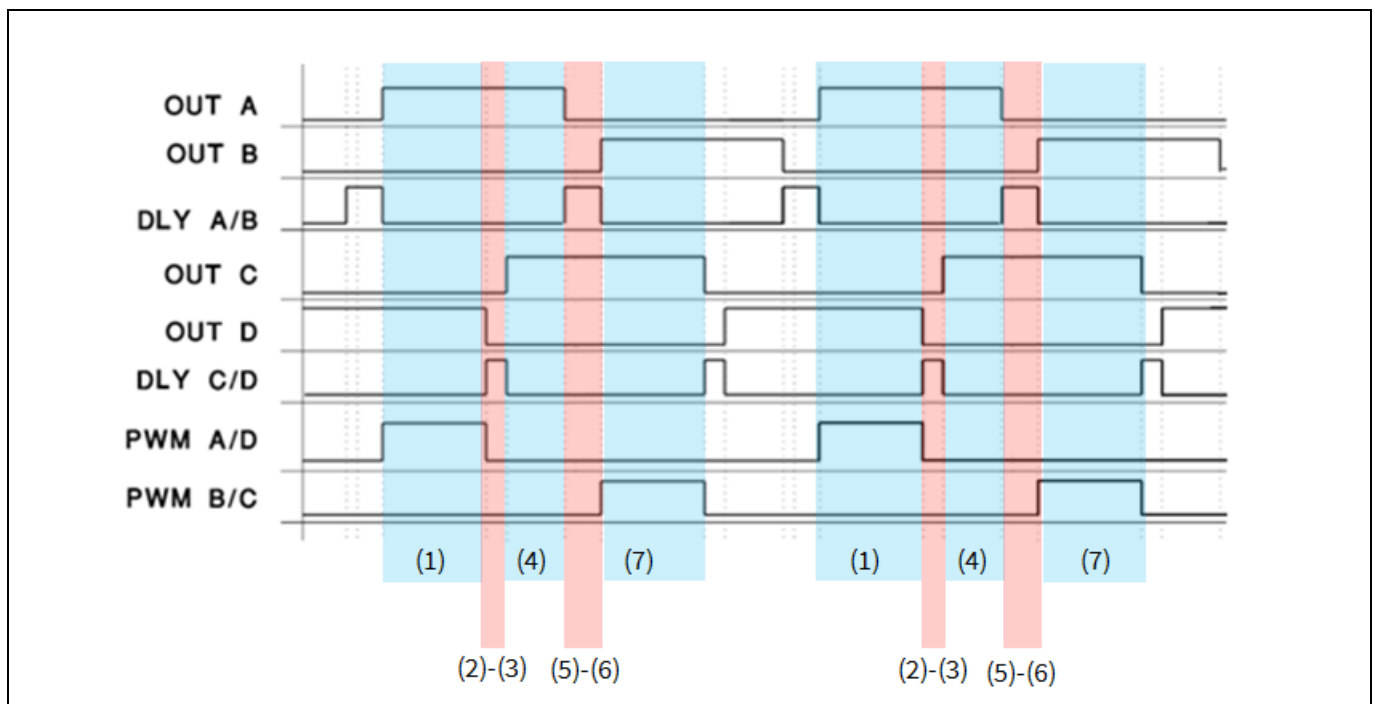 OUT A
OUT B
DLY A/B
OUT C
OUT D
DLY C/D
PWM A/D
PWM B/C
(1) (4) (7) (1) (4) (7)
(2)-(3) (5)-(6) (2)-(3) (5)-(6)